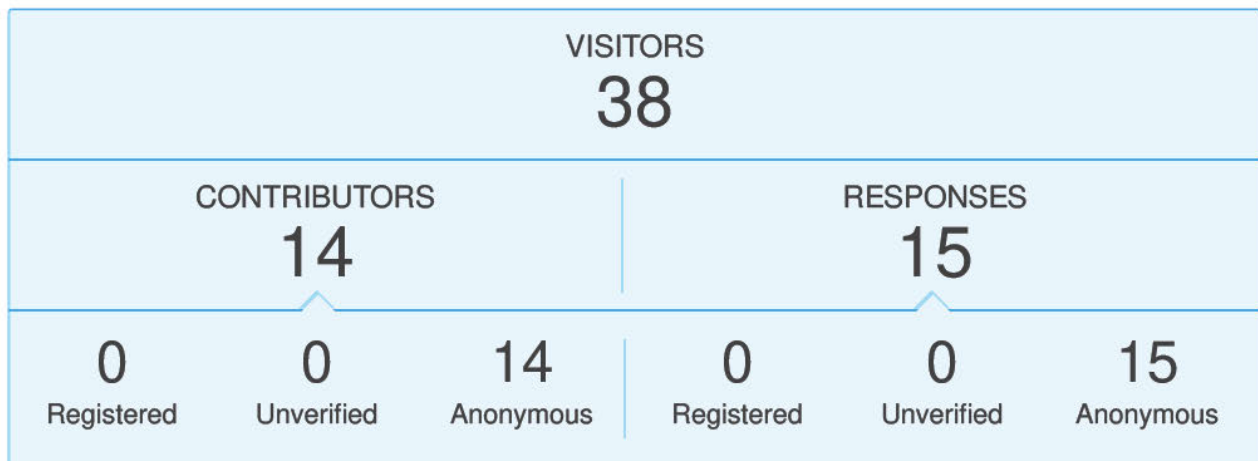 VISITORS
38
CONTRIBUTORS
14
RESPONSES
15
0 0 14 0 0 15
Registered Unverified Anonymous Registered Unverified Anonymous